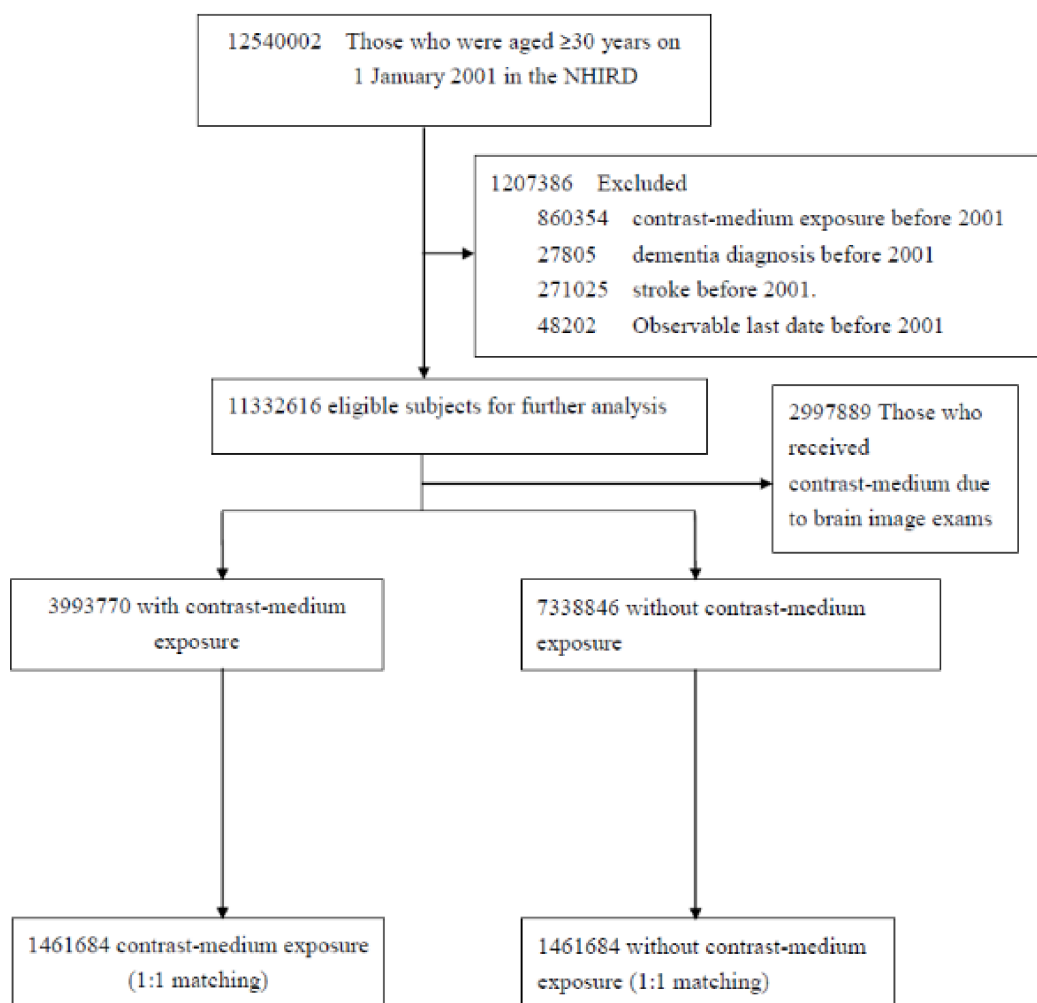 12540002 Those who were aged ≥30 years on
1 January 2001 in the NHIRD
1207386 Excluded
860354 contrast-medium exposure before 2001
27805 dementia diagnosis before 2001
271025 stroke before 2001.
48202 Observable last date before 2001
11332616 eligible subjects for further analysis
2997889 Those who
received
contrast-medium due
to brain image exams
3993770 with contrast-medium
exposure
7338846 without contrast-medium
exposure
1461684 contrast-medium exposure
(1:1 matching)
1461684 without contrast-medium
exposure (1:1 matching)